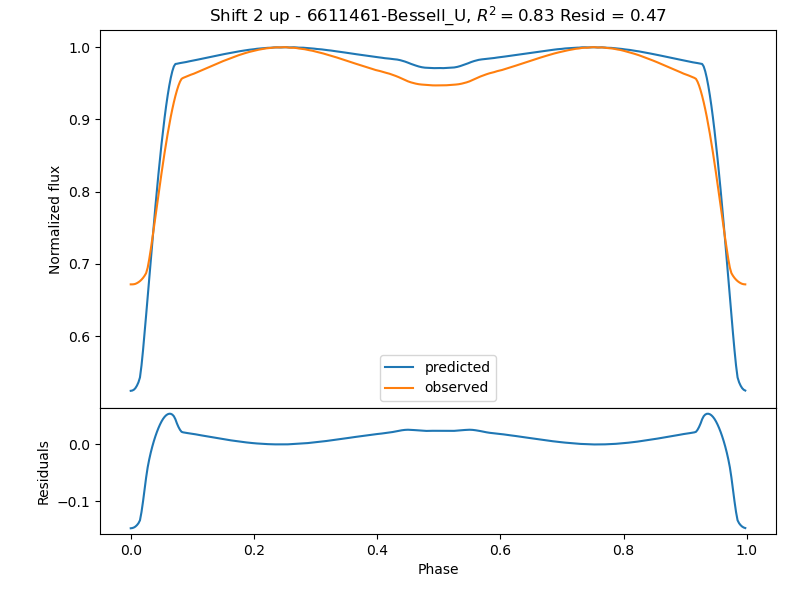 Shift 2 up - 6611461-Bessell_U, R² = 0.83 Resid = 0.47
Normalized flux
1.0
0.9
0.8
0.7
0.6
predicted
observed
Residuals
0.0
−0.1
0.0 0.2 0.4 0.6 0.8 1.0
Phase